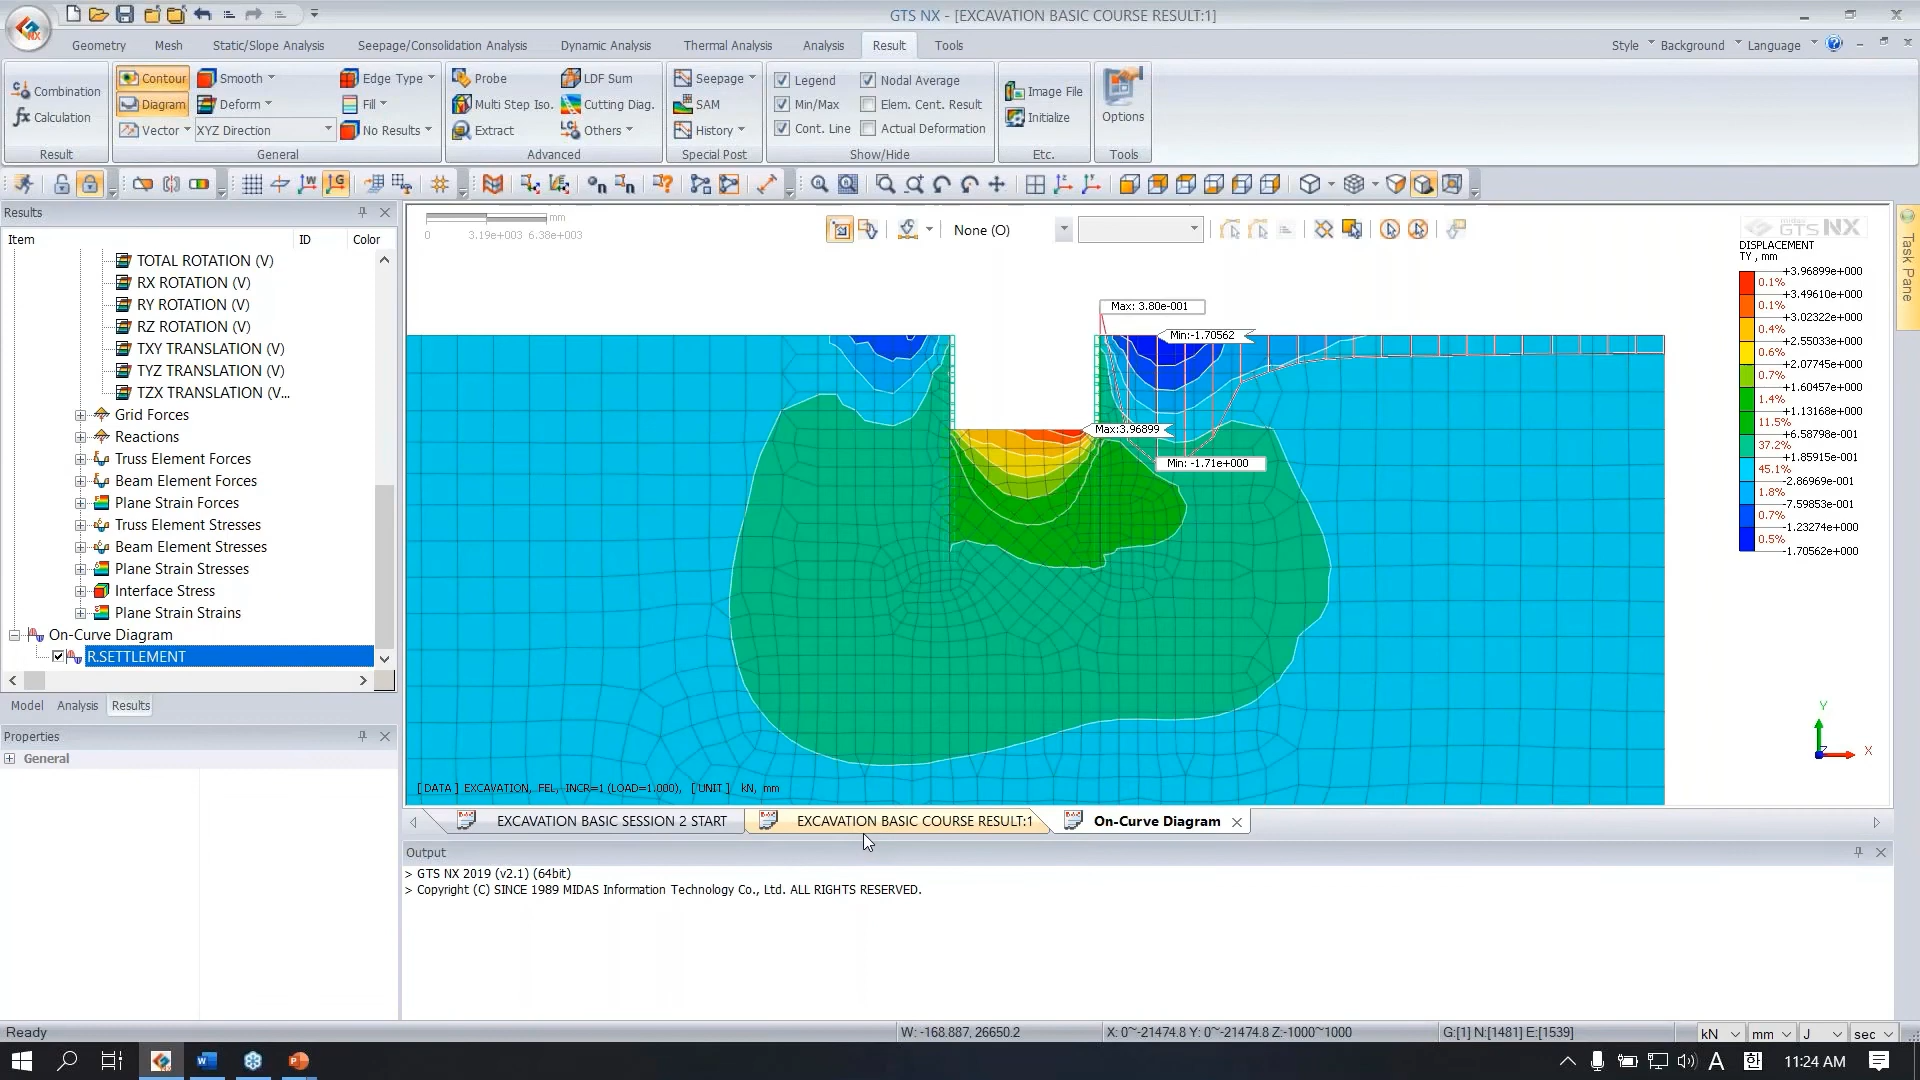 GTS NX - [EXCAVATION BASIC COURSE RESULT:1]
Geometry Mesh Static/Slope Analysis Seepage/Consolidation Analysis Dynamic Analysis Thermal Analysis Analysis Result Tools Style Background Language
Contour Smooth Edge Type Probe LDF Sum Seepage Legend Nodal Average
Combination Image File
Diagram Deform Fill Multi Step Iso. Cutting Diag. SAM Min/Max Elem. Cent. Result
Calculation Initialize Options
Vector XYZ Direction No Results Extract Others History Cont. Line Actual Deformation
Result General Advanced Special Post Show/Hide Etc. Tools
Results
Item ID Color
TOTAL ROTATION (V)
RX ROTATION (V)
RY ROTATION (V)
RZ ROTATION (V)
TXY TRANSLATION (V)
TYZ TRANSLATION (V)
TZX TRANSLATION (V...
Grid Forces
Reactions
Truss Element Forces
Beam Element Forces
Plane Strain Forces
Truss Element Stresses
Beam Element Stresses
Plane Strain Stresses
Interface Stress
Plane Strain Strains
On-Curve Diagram
R.SETTLEMENT
Model Analysis Results
Properties
General
mm
0 3.19e+003 6.38e+003
None (O)
Max: 3.80e-001
Min:-1.70562
Max:3.96899
Min: -1.71e+000
midas GTS NX
DISPLACEMENT
TY , mm
+3.96899e+000
0.1%
+3.49610e+000
0.1%
+3.02322e+000
0.4%
+2.55033e+000
0.6%
+2.07745e+000
0.7%
+1.60457e+000
1.4%
+1.13168e+000
11.5%
+6.58798e-001
37.2%
+1.85915e-001
45.1%
-2.86969e-001
1.8%
-7.59853e-001
0.7%
-1.23274e+000
0.5%
-1.70562e+000
Y
Z
X
[ DATA ] EXCAVATION, FEL, INCR=1 (LOAD=1.000), [ UNIT ] kN, mm
EXCAVATION BASIC SESSION 2 START EXCAVATION BASIC COURSE RESULT:1 On-Curve Diagram
Output
> GTS NX 2019 (v2.1) (64bit)
> Copyright (C) SINCE 1989 MIDAS Information Technology Co., Ltd. ALL RIGHTS RESERVED.
Ready W: -168.887, 26650.2 X: 0~-21474.8 Y: 0~-21474.8 Z:-1000~1000 G:[1] N:[1481] E:[1539] kN mm J sec
A 한 11:24 AM
Task Pane